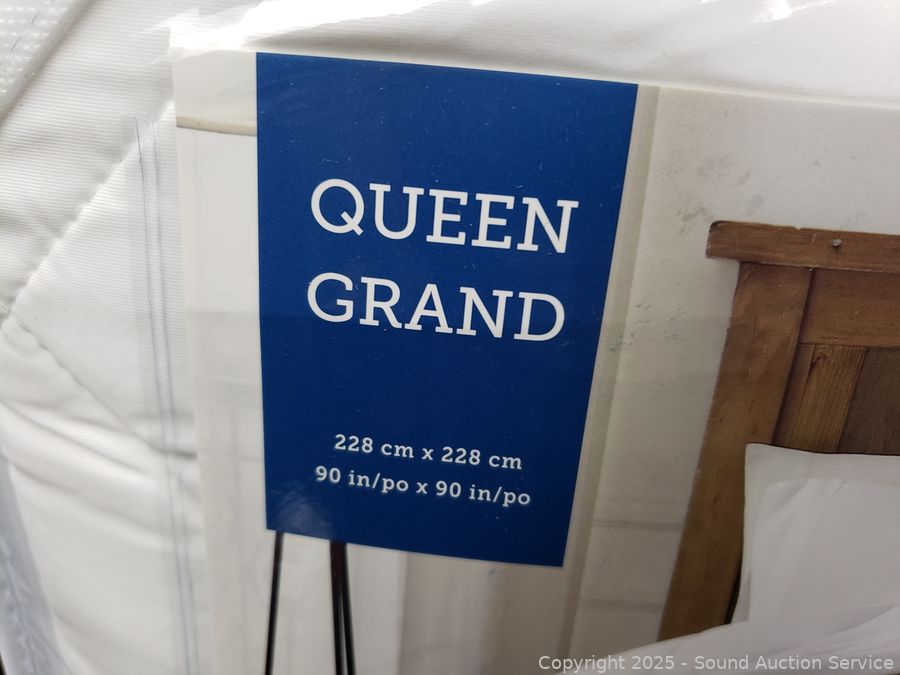 QUEEN
GRAND
228 cm x 228 cm
90 in/po x 90 in/po
Copyright 2025 - Sound Auction Service